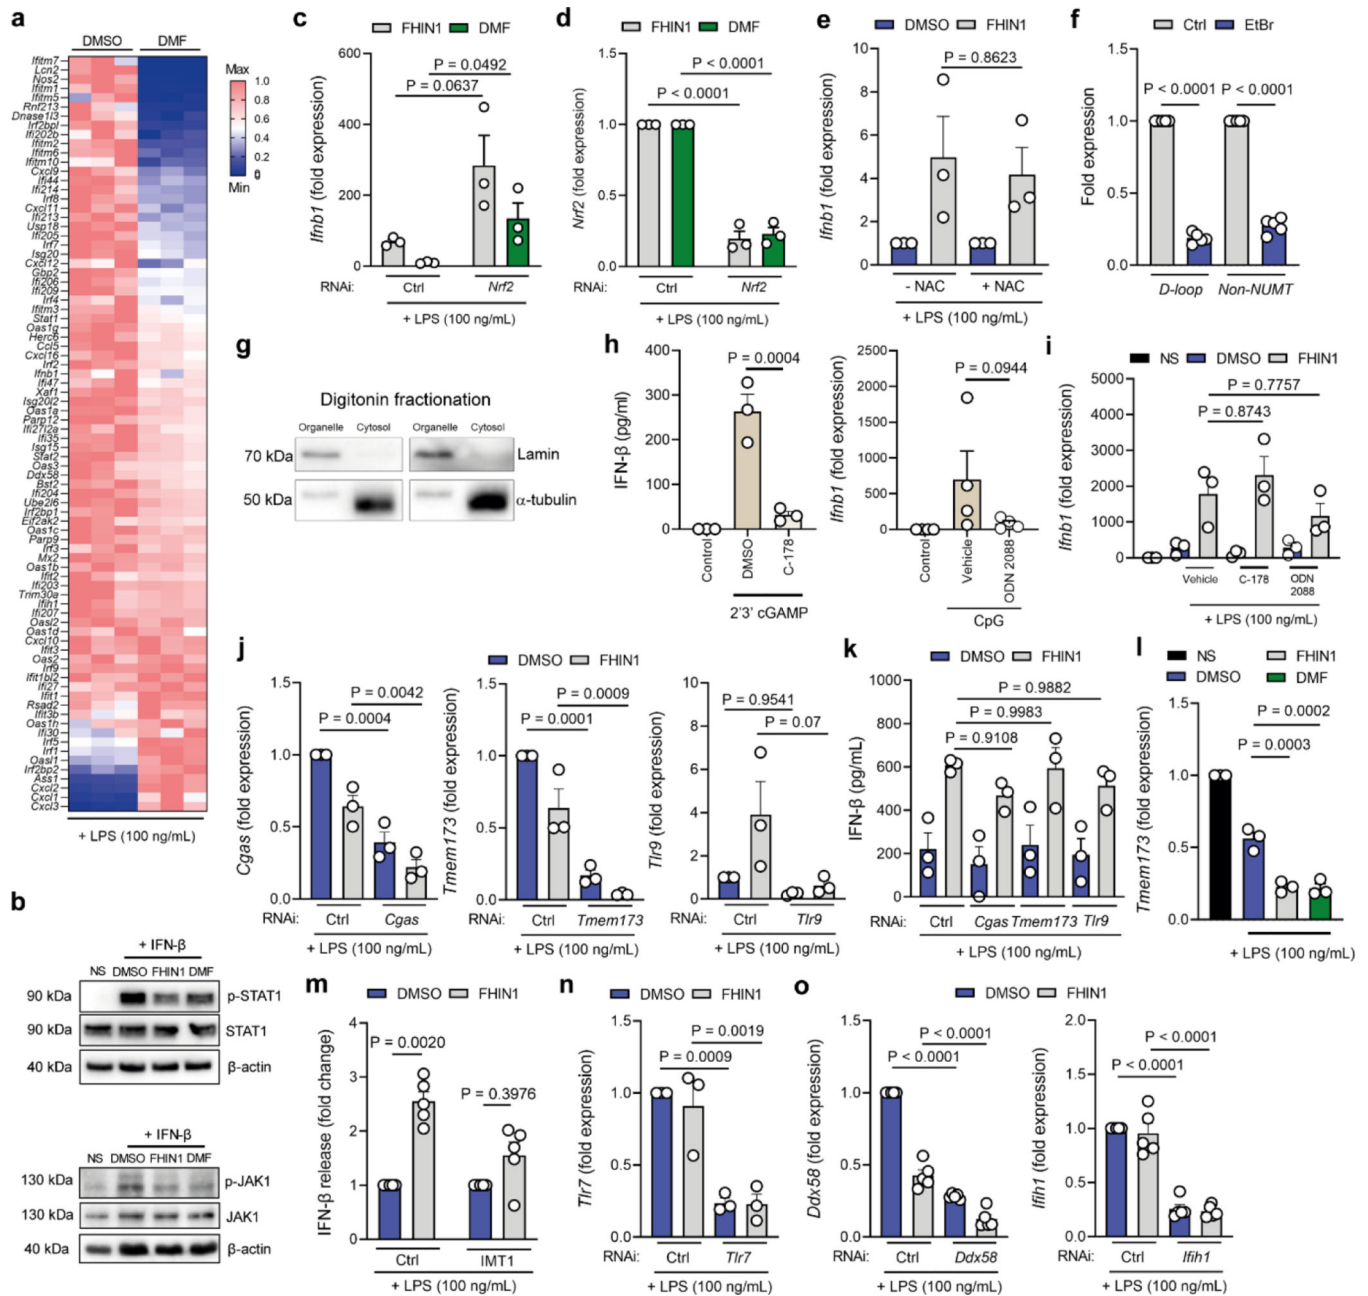 a
DMSO DMF
Ifitm7
Lcn2
Nos2
Ifitm1
Ifitm5
Rnf213
Dnase1l3
Irf2bpl
Ifi202b
Ifitm2
Ifitm6
Ifitm10
Cxcl9
Ifi44
Ifi214
Irf8
Cxcl11
Ifi213
Usp18
Ifi205
Irf7
Isg20
Cxcl12
Gbp2
Ifi206
Ifi209
Irf4
Ifitm3
Stat1
Oas1g
Herc6
Ccl5
Cxcl16
Irf2
Ifnb1
Ifi47
Xaf1
Isg20l2
Oas1a
Parp12
Ifi27l2a
Ifi35
Isg15
Stat2
Oas3
Ddx58
Bst2
Ifi204
Ube2l6
Irf2bp1
Eif2ak2
Oas1c
Parp9
Irf3
Mx2
Oas1b
Ifit2
Ifi203
Trim30a
Ifih1
Ifi207
Oasl2
Oas1d
Cxcl10
Ifit3
Oas2
Irf9
Ifit1bl2
Ifi27
Ifit1
Rsad2
Ifit3b
Oas1h
Ifi30
Irf5
Irf1
Oasl1
Irf2bp2
Ass1
Cxcl2
Cxcl1
Cxcl3
+ LPS (100 ng/mL)
Max
1.0
0.8
0.6
0.4
0.2
Min
b
+ IFN-β
NS DMSO FHIN1 DMF
90 kDa p-STAT1
90 kDa STAT1
40 kDa β-actin
+ IFN-β
NS DMSO FHIN1 DMF
130 kDa p-JAK1
130 kDa JAK1
40 kDa β-actin
c
FHIN1 DMF
Ifnb1 (fold expression)
600
400
200
0
P = 0.0492
P = 0.0637
RNAi: Ctrl Nrf2
+ LPS (100 ng/mL)
d
FHIN1 DMF
Nrf2 (fold expression)
1.5
1.0
0.5
0.0
P < 0.0001
P < 0.0001
RNAi: Ctrl Nrf2
+ LPS (100 ng/mL)
e
DMSO FHIN1
Ifnb1 (fold expression)
10
8
6
4
2
0
P = 0.8623
- NAC + NAC
+ LPS (100 ng/mL)
f
Ctrl EtBr
Fold expression
1.5
1.0
0.5
0.0
P < 0.0001 P < 0.0001
D-loop Non-NUMT
g
Digitonin fractionation
Organelle Cytosol Organelle Cytosol
70 kDa Lamin
50 kDa α-tubulin
h
IFN-β (pg/ml)
400
300
200
100
0
P = 0.0004
Control
DMSO
C-178
2'3' cGAMP
Ifnb1 (fold expression)
2500
2000
1500
1000
500
0
P = 0.0944
Control
Vehicle
ODN 2088
CpG
i
NS DMSO FHIN1
Ifnb1 (fold expression)
5000
4000
3000
2000
1000
0
P = 0.7757
P = 0.8743
Vehicle C-178 ODN
2088
+ LPS (100 ng/mL)
j
DMSO FHIN1
Cgas (fold expression)
1.5
1.0
0.5
0.0
P = 0.0042
P = 0.0004
RNAi: Ctrl Cgas
+ LPS (100 ng/mL)
Tmem173 (fold expression)
1.5
1.0
0.5
0.0
P = 0.0009
P = 0.0001
Ctrl Tmem173
+ LPS (100 ng/mL)
Tlr9 (fold expression)
10
8
6
4
2
0
P = 0.9541
P = 0.07
RNAi: Ctrl Tlr9
+ LPS (100 ng/mL)
k
DMSO FHIN1
IFN-β (pg/mL)
1000
800
600
400
200
0
P = 0.9882
P = 0.9983
P = 0.9108
RNAi: Ctrl Cgas Tmem173 Tlr9
+ LPS (100 ng/mL)
l
NS FHIN1
DMSO DMF
Tmem173 (fold expression)
1.5
1.0
0.5
0.0
P = 0.0002
P = 0.0003
+ LPS (100 ng/mL)
m
DMSO FHIN1
IFN-β release (fold change)
4
3
2
1
0
P = 0.0020
P = 0.3976
Ctrl IMT1
+ LPS (100 ng/mL)
n
DMSO FHIN1
Tlr7 (fold expression)
1.5
1.0
0.5
0.0
P = 0.0019
P = 0.0009
RNAi: Ctrl Tlr7
+ LPS (100 ng/mL)
o
DMSO FHIN1
Ddx58 (fold expression)
1.5
1.0
0.5
0.0
P < 0.0001
P < 0.0001
RNAi: Ctrl Ddx58
+ LPS (100 ng/mL)
Ifih1 (fold expression)
2.0
1.5
1.0
0.5
0.0
P < 0.0001
P < 0.0001
RNAi: Ctrl Ifih1
+ LPS (100 ng/mL)